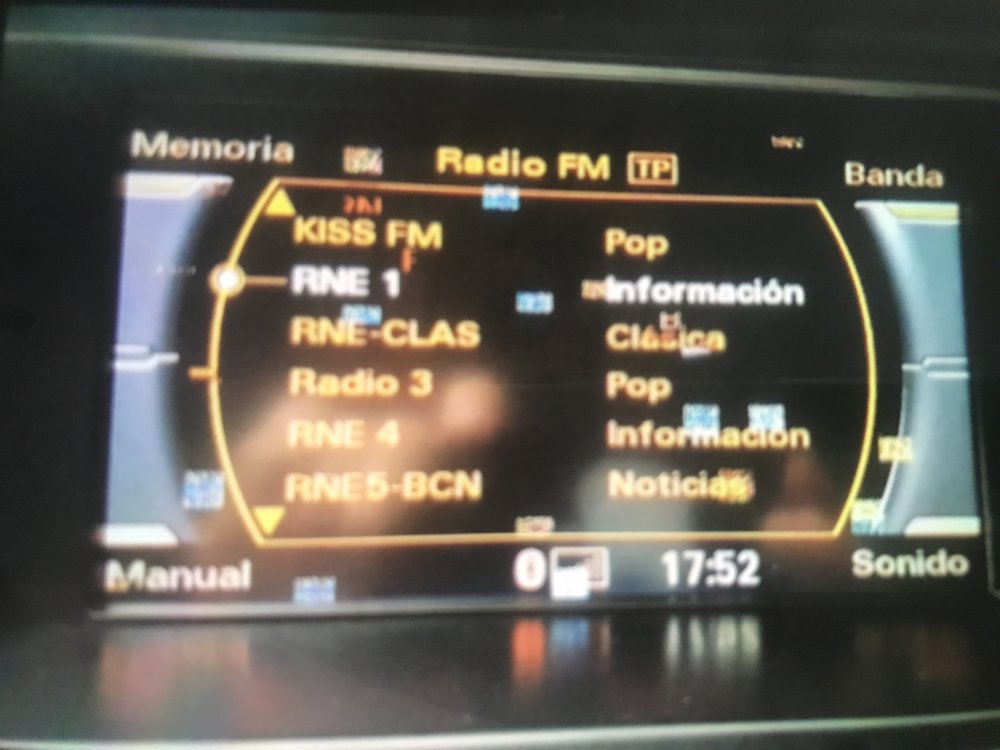 Memoria
Radio FM TP
Banda
KISS FM Pop
RNE 1 Información
RNE-CLAS Clásica
Radio 3 Pop
RNE 4 Información
RNE5-BCN Noticias
Manual
17:52
Sonido